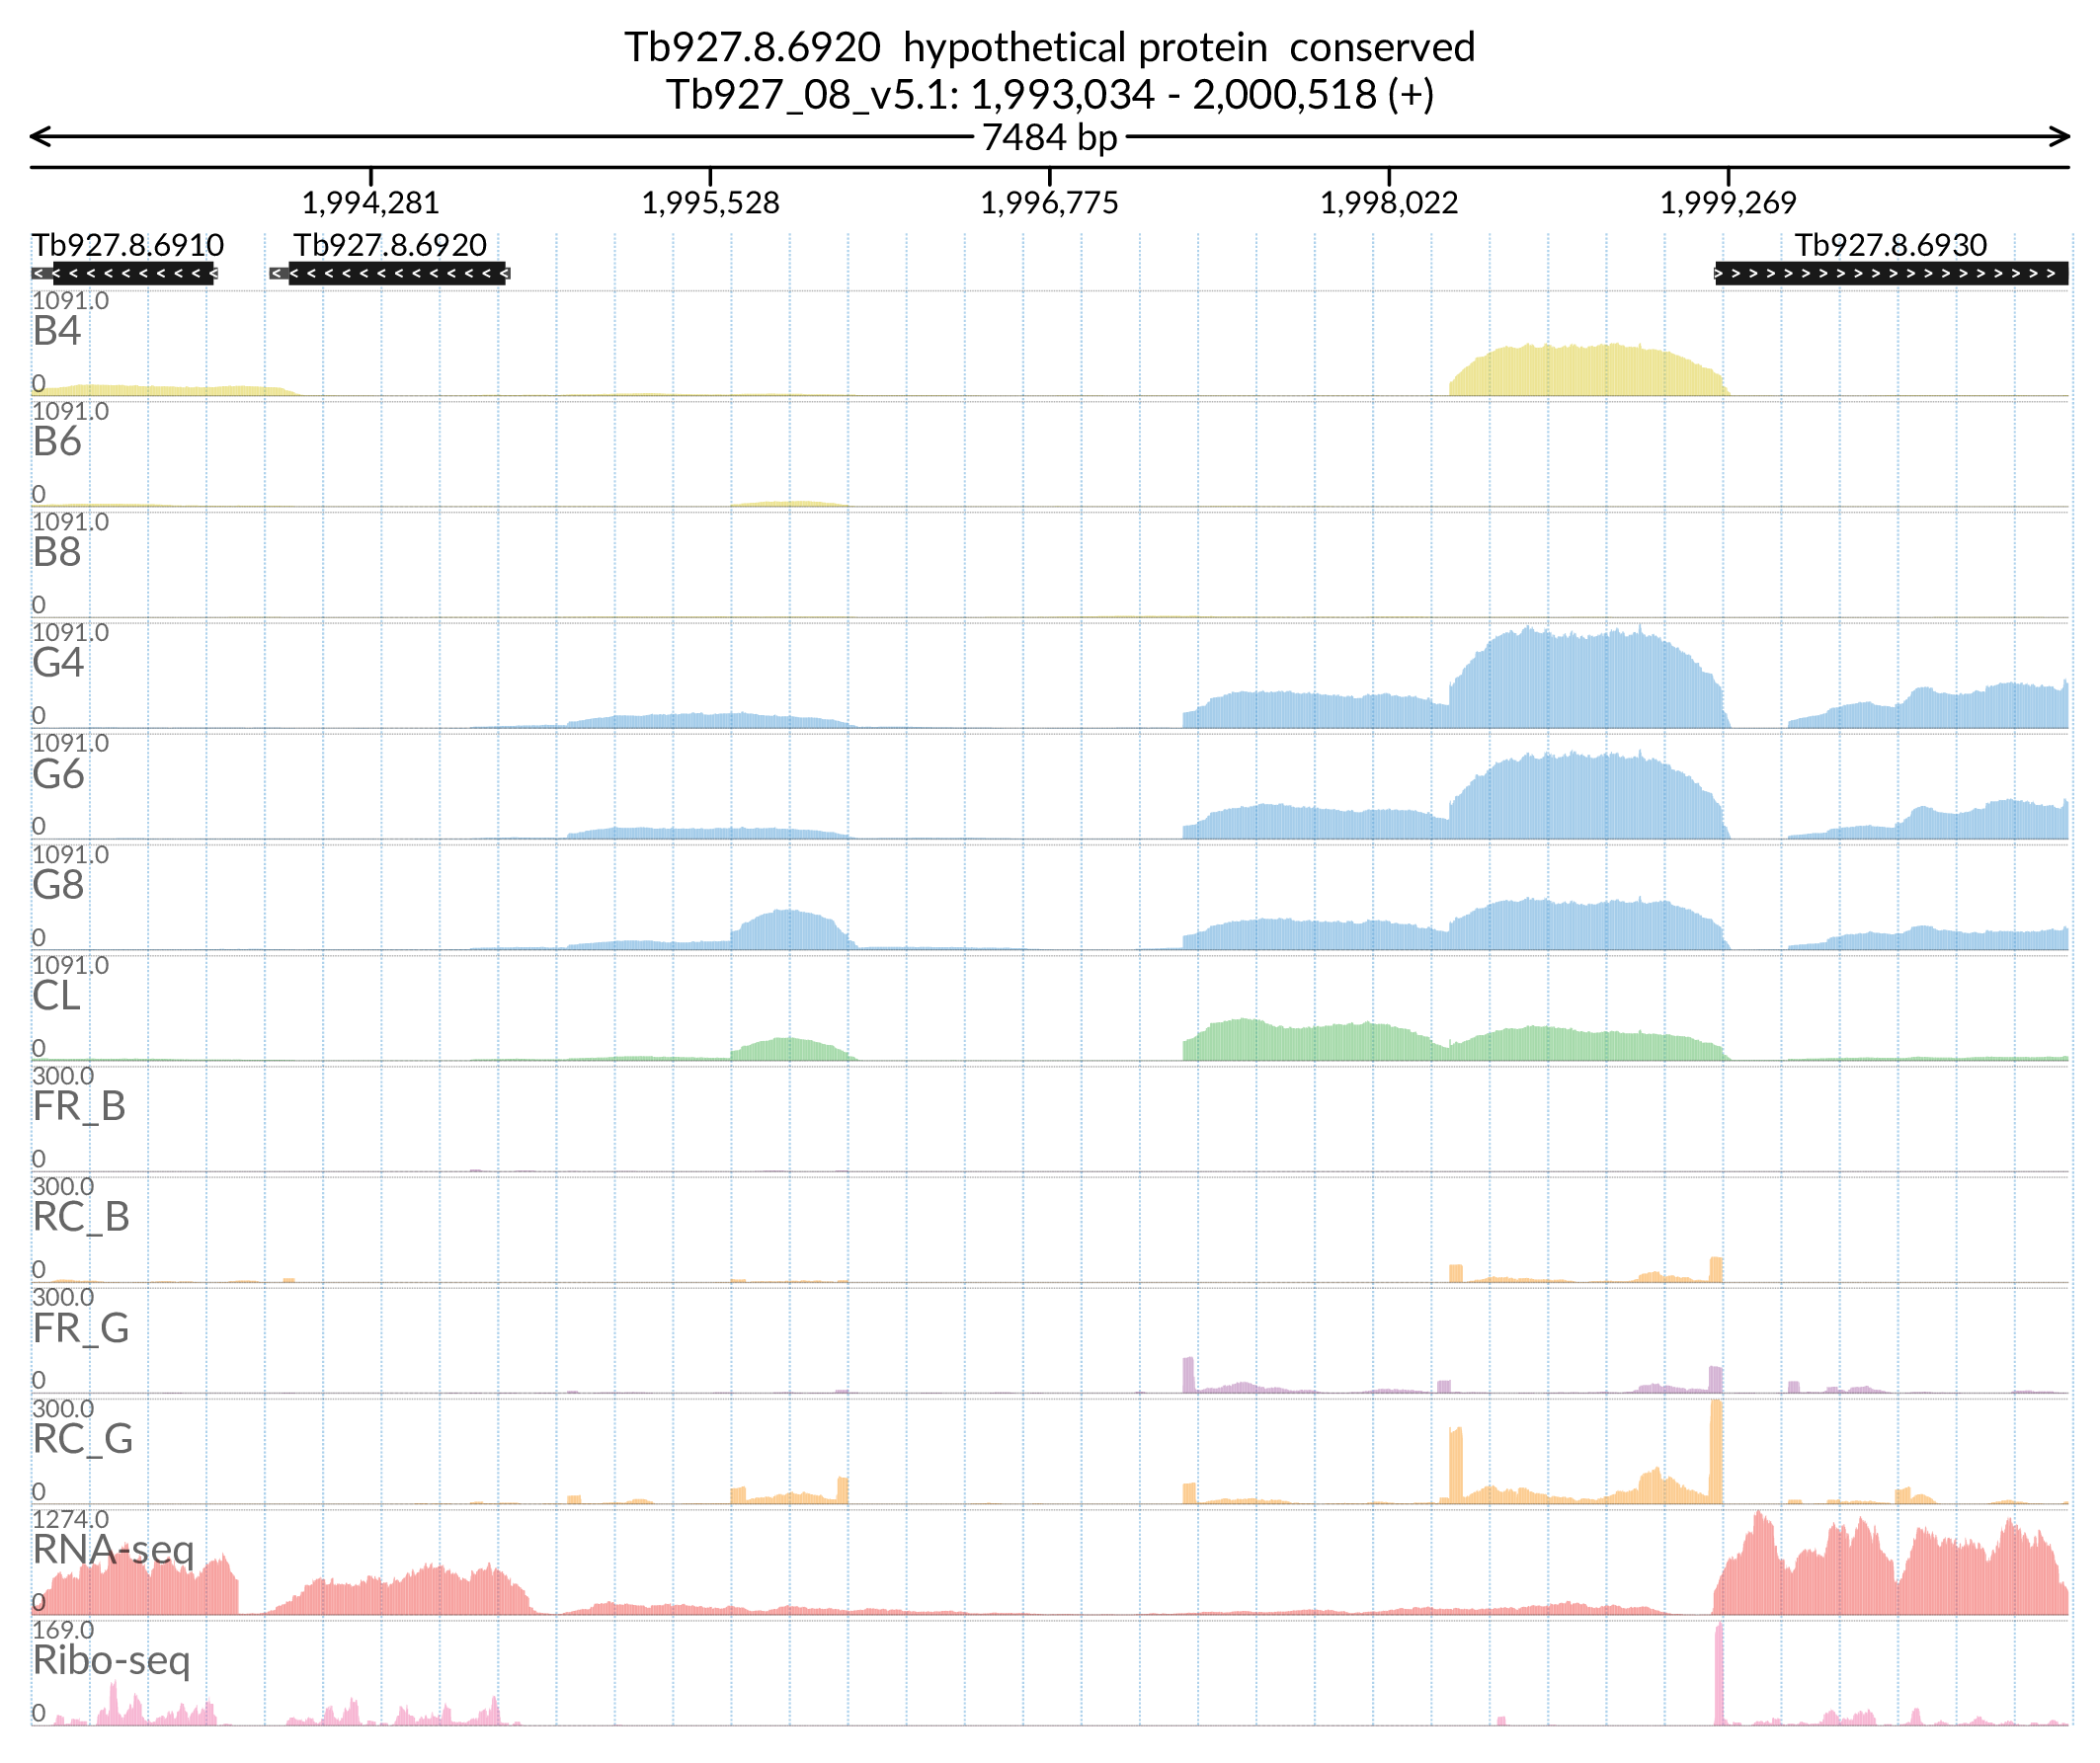 Tb927.8.6920 hypothetical protein conserved
Tb927_08_v5.1: 1,993,034 - 2,000,518 (+)
7484 bp
1,994,281 1,995,528 1,996,775 1,998,022 1,999,269
Tb927.8.6910 Tb927.8.6920 Tb927.8.6930
1091.0
B4
0
1091.0
B6
0
1091.0
B8
0
1091.0
G4
0
1091.0
G6
0
1091.0
G8
0
1091.0
CL
0
300.0
FR_B
0
300.0
RC_B
0
300.0
FR_G
0
300.0
RC_G
0
1274.0
RNA-seq
0
169.0
Ribo-seq
0